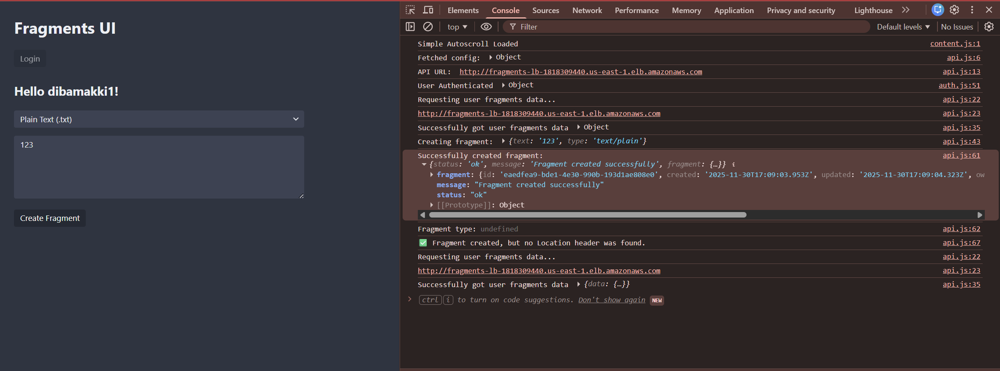 Fragments UI
Login
Hello dibamakki1!
Plain Text (.txt)
123
Create Fragment
Elements Console Sources Network Performance Memory Application Privacy and security Lighthouse
top Filter Default levels No Issues
Simple Autoscroll Loaded content.js:1
Fetched config: Object api.js:6
API URL: http://fragments-lb-1818309440.us-east-1.elb.amazonaws.com api.js:13
User Authenticated Object auth.js:51
Requesting user fragments data... api.js:22
http://fragments-lb-1818309440.us-east-1.elb.amazonaws.com api.js:23
Successfully got user fragments data Object api.js:35
Creating fragment: {text: '123', type: 'text/plain'} api.js:43
Successfully created fragment: api.js:61
{status: 'ok', message: 'Fragment created successfully', fragment: {…}} i
fragment: {id: 'eaedfea9-bde1-4e30-990b-193d1ae808e0', created: '2025-11-30T17:09:03.953Z', updated: '2025-11-30T17:09:04.323Z', ow
message: "Fragment created successfully"
status: "ok"
[[Prototype]]: Object
Fragment type: undefined api.js:62
✅ Fragment created, but no Location header was found. api.js:67
Requesting user fragments data... api.js:22
http://fragments-lb-1818309440.us-east-1.elb.amazonaws.com api.js:23
Successfully got user fragments data {data: {…}} api.js:35
ctrl i to turn on code suggestions. Don't show again NEW